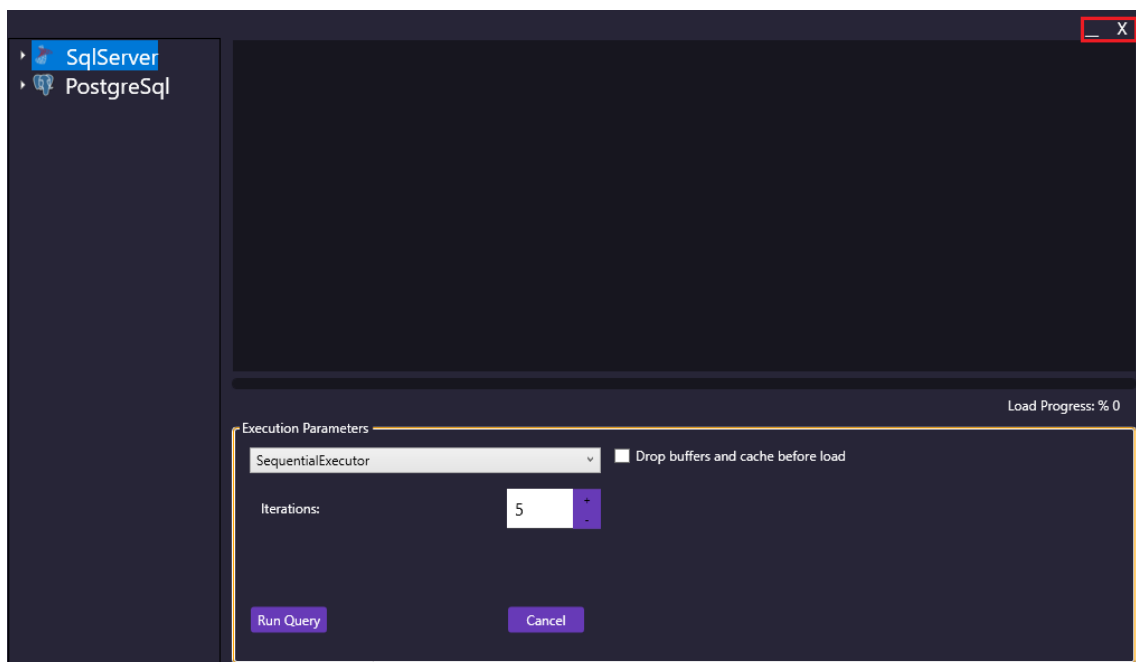 _ X
SqlServer
PostgreSql
Load Progress: % 0
Execution Parameters
SequentialExecutor
Drop buffers and cache before load
Iterations:
5
+
-
Run Query
Cancel